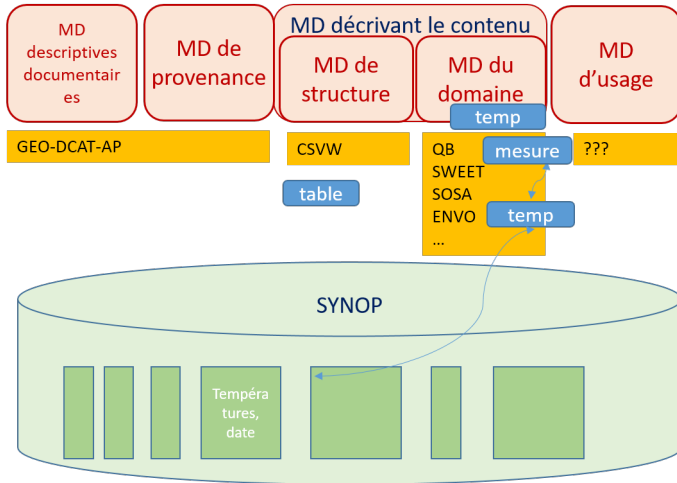 MD
descriptives
documentair
es
MD de
provenance
MD décrivant le contenu
MD de
structure
MD du
domaine
MD
d’usage
temp
GEO-DCAT-AP
CSVW
QB
SWEET
SOSA
ENVO
...
mesure
???
table
temp
SYNOP
Tempéra
tures,
date